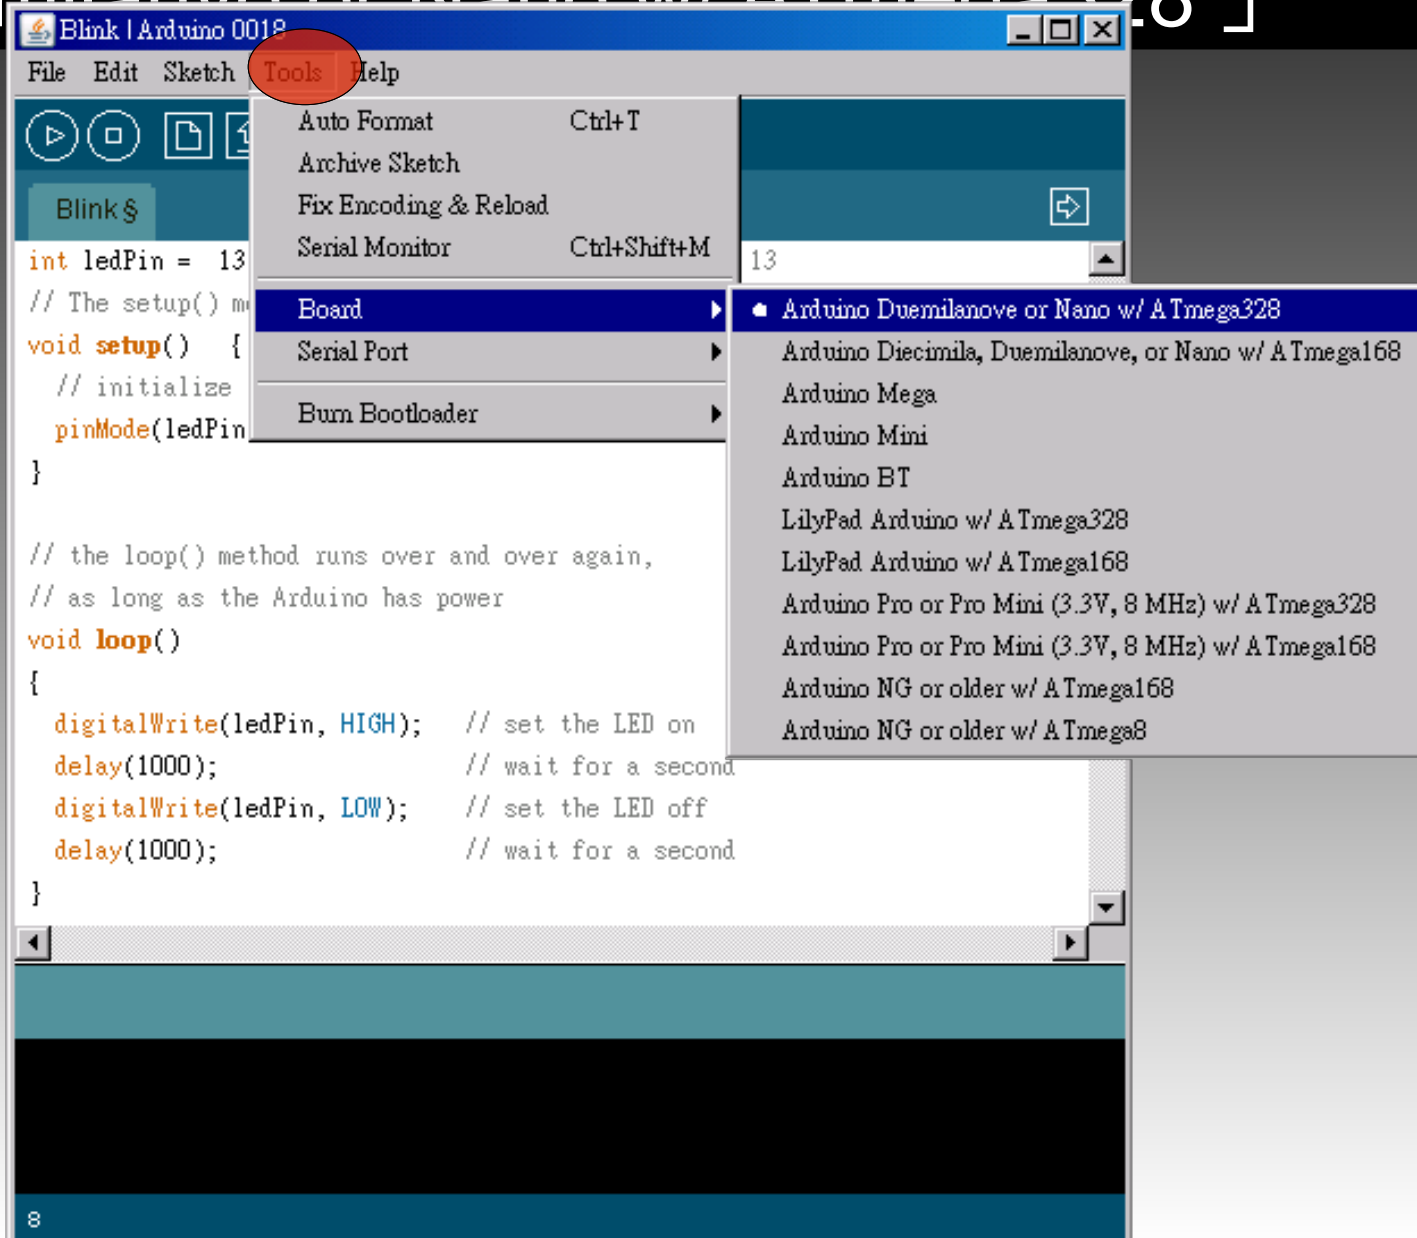 Blink | Arduino 0018
File Edit Sketch Tools Help
Auto Format Ctrl+T
Archive Sketch
Fix Encoding & Reload
Serial Monitor Ctrl+Shift+M
Board
Serial Port
Burn Bootloader
Arduino Duemilanove or Nano w/ ATmega328
Arduino Diecimila, Duemilanove, or Nano w/ ATmega168
Arduino Mega
Arduino Mini
Arduino BT
LilyPad Arduino w/ ATmega328
LilyPad Arduino w/ ATmega168
Arduino Pro or Pro Mini (3.3V, 8 MHz) w/ ATmega328
Arduino Pro or Pro Mini (3.3V, 8 MHz) w/ ATmega168
Arduino NG or older w/ ATmega168
Arduino NG or older w/ ATmega8
Blink §
int ledPin = 13 13
// The setup()
void setup() {
// initialize
pinMode(ledPin
}
// the loop() method runs over and over again,
// as long as the Arduino has power
void loop()
{
digitalWrite(ledPin, HIGH); // set the LED on
delay(1000); // wait for a second
digitalWrite(ledPin, LOW); // set the LED off
delay(1000); // wait for a second
}
8